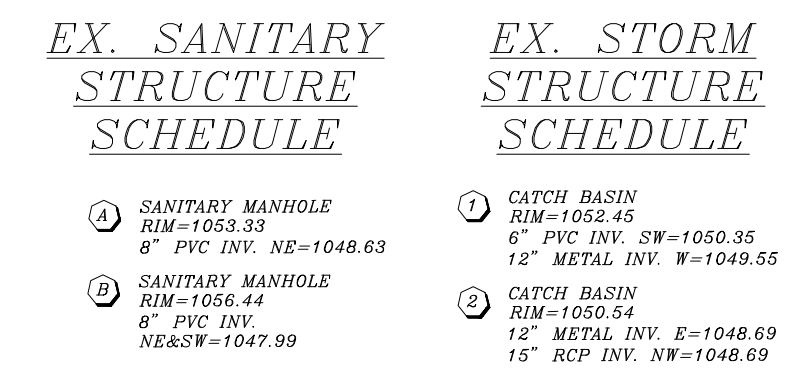 EX. SANITARY
STRUCTURE
SCHEDULE
A
SANITARY MANHOLE
RIM=1053.33
8" PVC INV. NE=1048.63
B
SANITARY MANHOLE
RIM=1056.44
8" PVC INV.
NE&SW=1047.99
EX. STORM
STRUCTURE
SCHEDULE
1
CATCH BASIN
RIM=1052.45
6" PVC INV. SW=1050.35
12" METAL INV. W=1049.55
2
CATCH BASIN
RIM=1050.54
12" METAL INV. E=1048.69
15" RCP INV. NW=1048.69